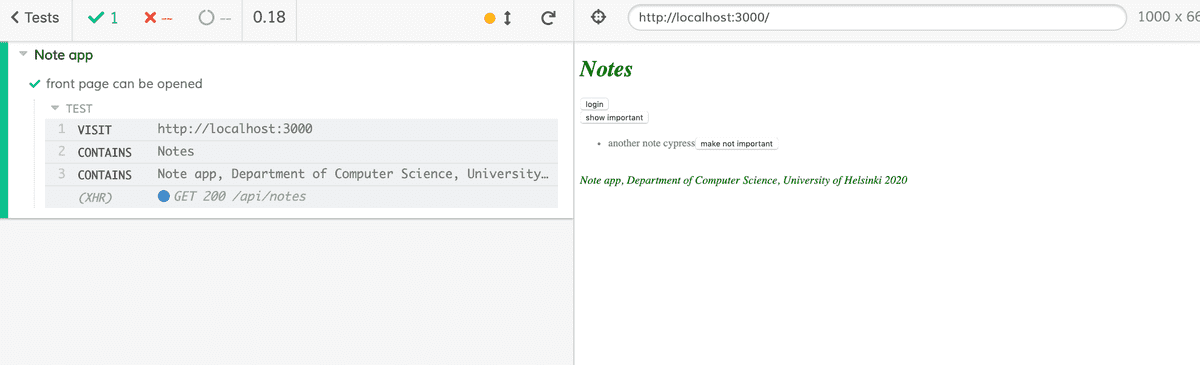 Tests 1 -- -- 0.18
Note app
front page can be opened
TEST
1 VISIT http://localhost:3000
2 CONTAINS Notes
3 CONTAINS Note app, Department of Computer Science, University…
(XHR) GET 200 /api/notes
http://localhost:3000/ 1000 x 66
Notes
login
show important
another note cypress make not important
Note app, Department of Computer Science, University of Helsinki 2020